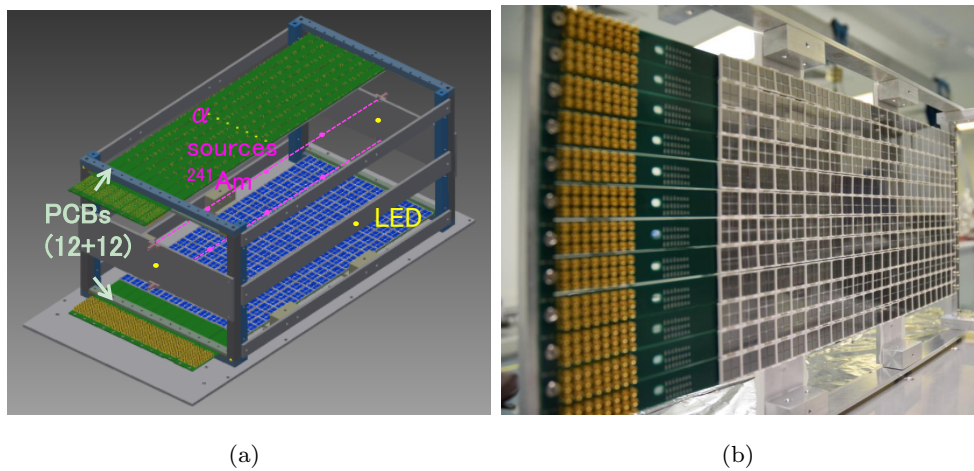 α
sources
²⁴¹Am
PCBs
(12+12)
LED
(a)
(b)